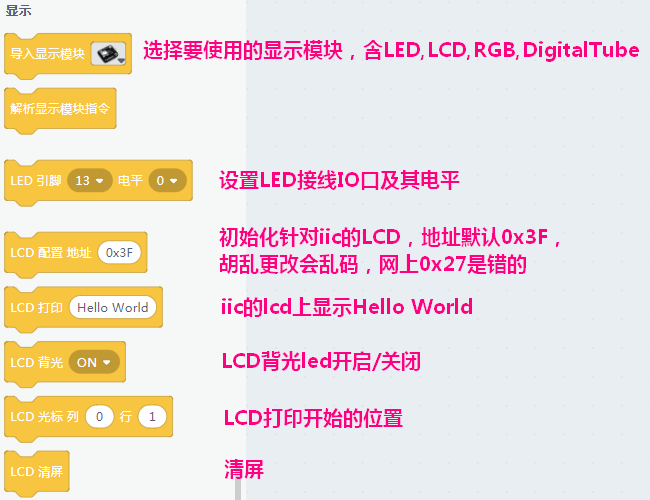 显示
导入显示模块 选择要使用的显示模块，含LED,LCD,RGB,DigitalTube
解析显示模块指令
LED 引脚 13 电平 0 设置LED接线IO口及其电平
LCD 配置 地址 0x3F 初始化针对iic的LCD，地址默认0x3F，
胡乱更改会乱码，网上0x27是错的
LCD 打印 Hello World iic的lcd上显示Hello World
LCD 背光 ON LCD背光led开启/关闭
LCD 光标 列 0 行 1 LCD打印开始的位置
LCD 清屏 清屏